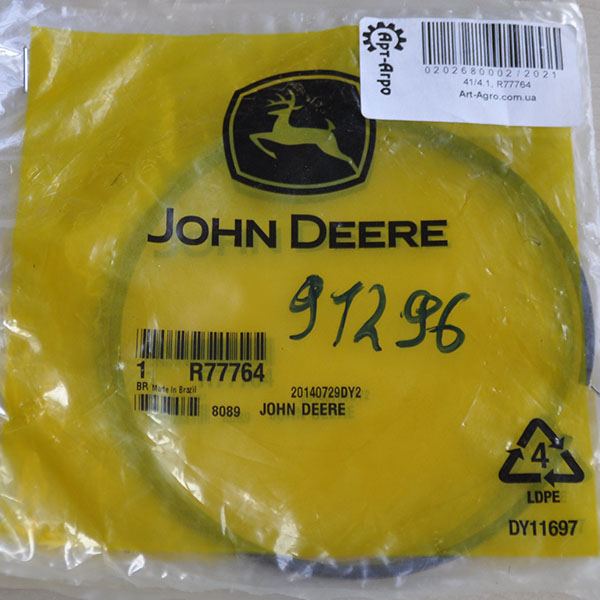 Арт-Агро
0202680002/2021
41/4.1, R77764
Art-Agro.com.ua
JOHN DEERE
91296
1 R77764
BR Made in Brazil
20140729DY2
8089 JOHN DEERE
4
LDPE
DY11697